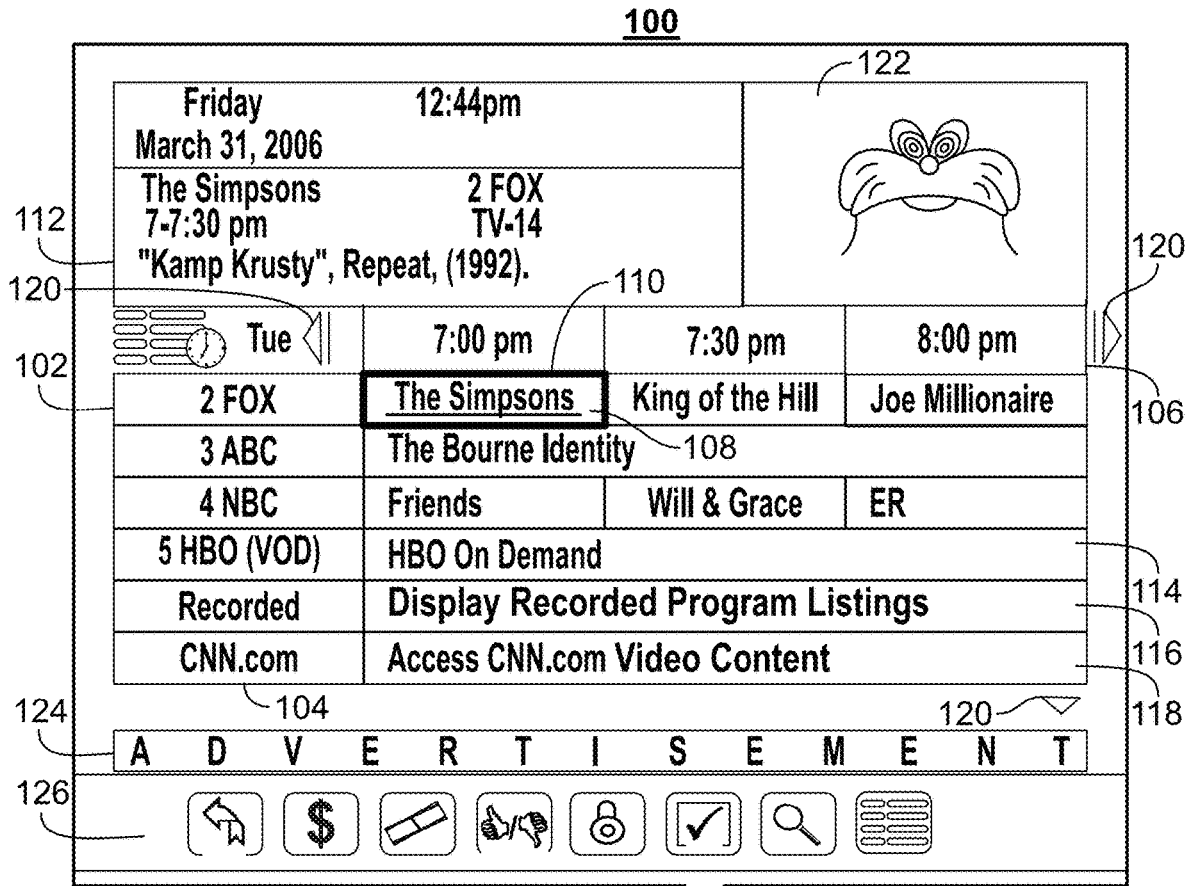 100
122
Friday 12:44pm
March 31, 2006
The Simpsons 2 FOX
7-7:30 pm TV-14
"Kamp Krusty", Repeat, (1992).
112
120
110
120
Tue 7:00 pm 7:30 pm 8:00 pm
102
106
2 FOX The Simpsons King of the Hill Joe Millionaire
108
3 ABC The Bourne Identity
4 NBC Friends Will & Grace ER
5 HBO (VOD) HBO On Demand
114
Recorded Display Recorded Program Listings
116
CNN.com Access CNN.com Video Content
118
104
120
124
A D V E R T I S E M E N T
126
$